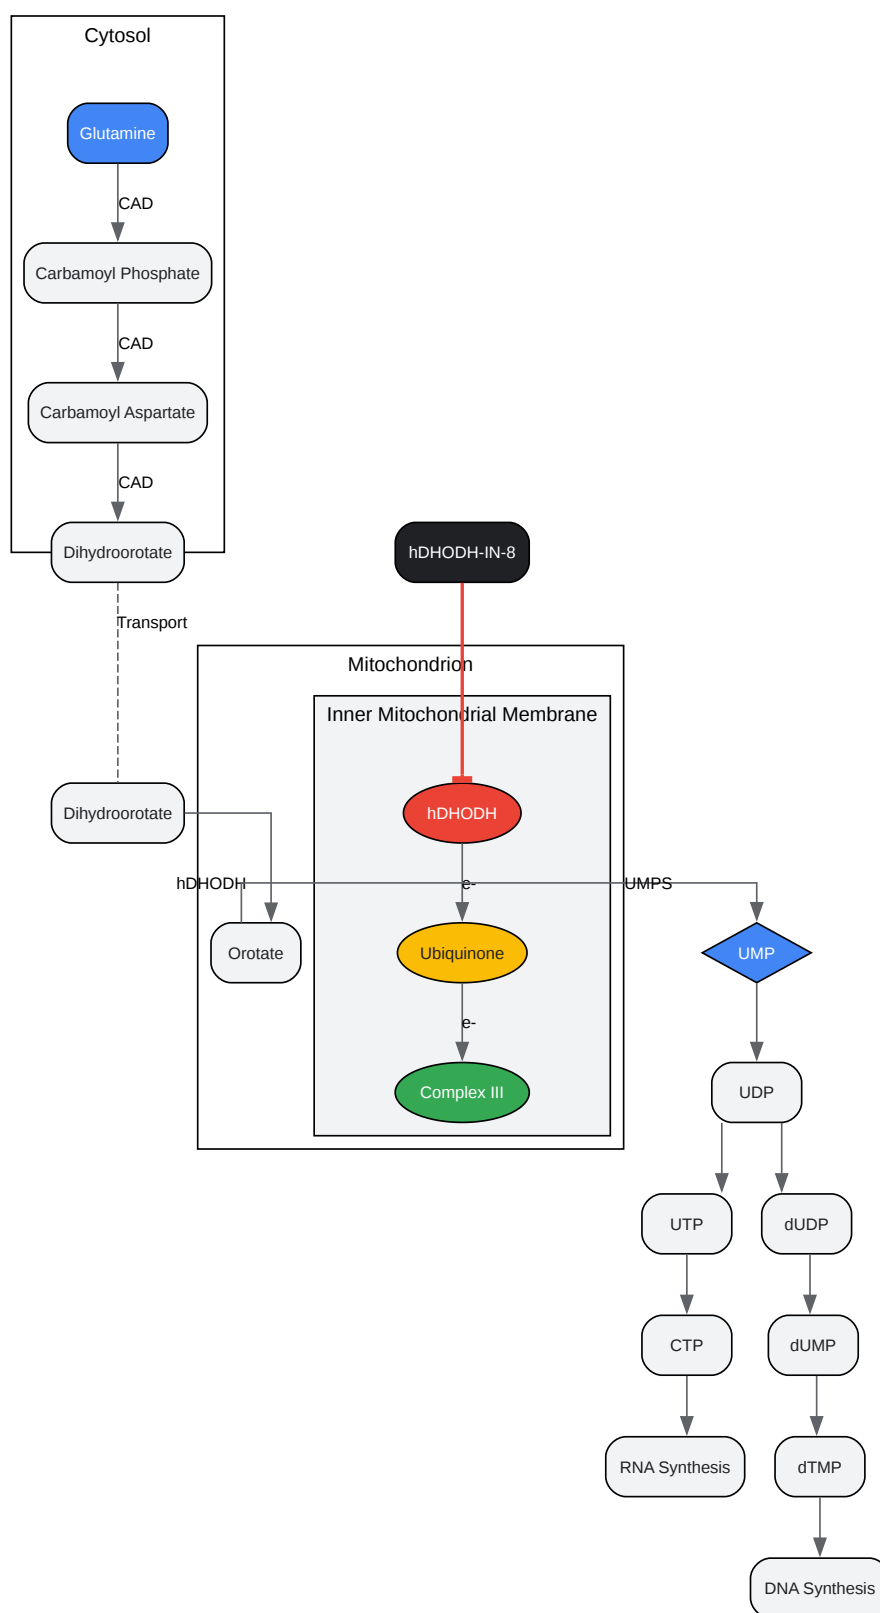 Cytosol
Glutamine
CAD
Carbamoyl Phosphate
CAD
Carbamoyl Aspartate
CAD
Dihydroorotate
hDHODH-IN-8
Transport
Mitochondrion
Inner Mitochondrial Membrane
Dihydroorotate
hDHODH
hDHODH
e-
UMPS
Orotate
Ubiquinone
UMP
e-
Complex III
UDP
UTP
dUDP
CTP
dUMP
RNA Synthesis
dTMP
DNA Synthesis